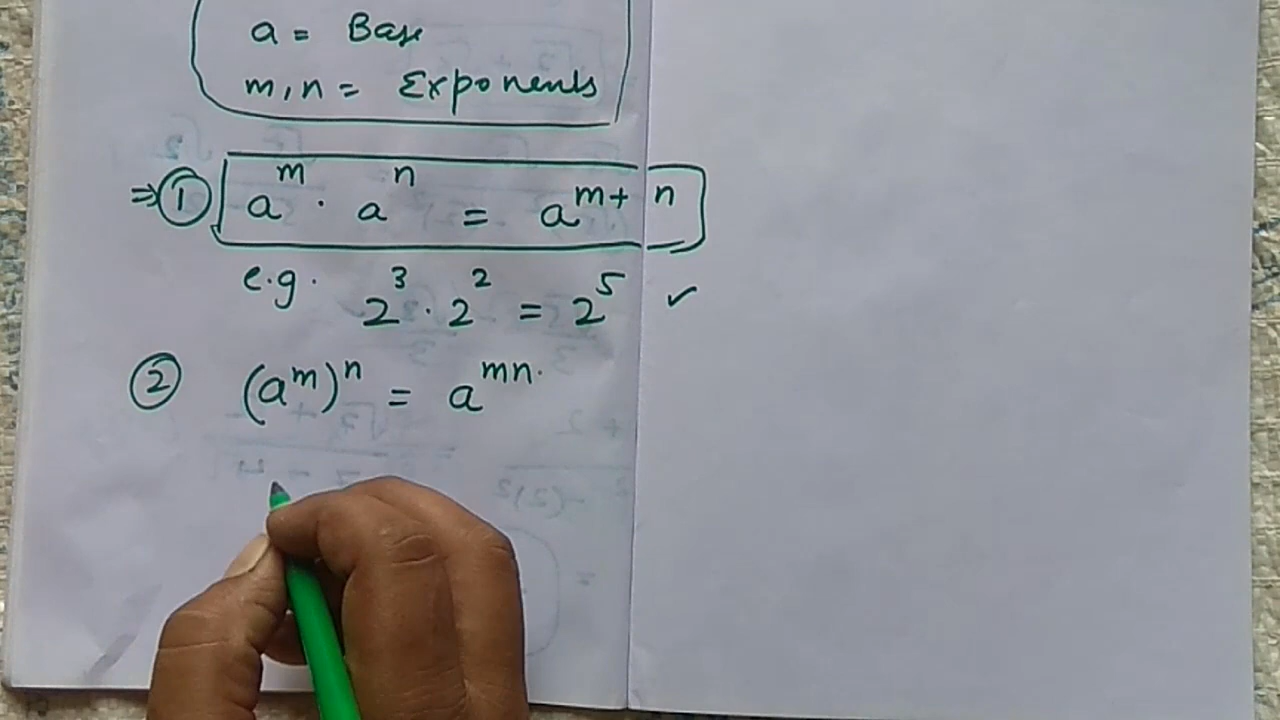 a = Base
m, n = Exponents
⇒ ① a^m · a^n = a^{m+n}
e.g. 2^3 · 2^2 = 2^5 ✓
② (a^m)^n = a^{mn}.